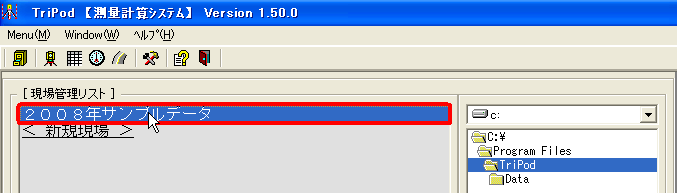 TriPod 【測量計算システム】 Version 1.50.0
Menu(M) Window(W) ﾍﾙﾌﾟ(H)
[ 現場管理リスト ]
２００８年サンプルデータ
＜ 新規現場 ＞
c:
C:¥
Program Files
TriPod
Data